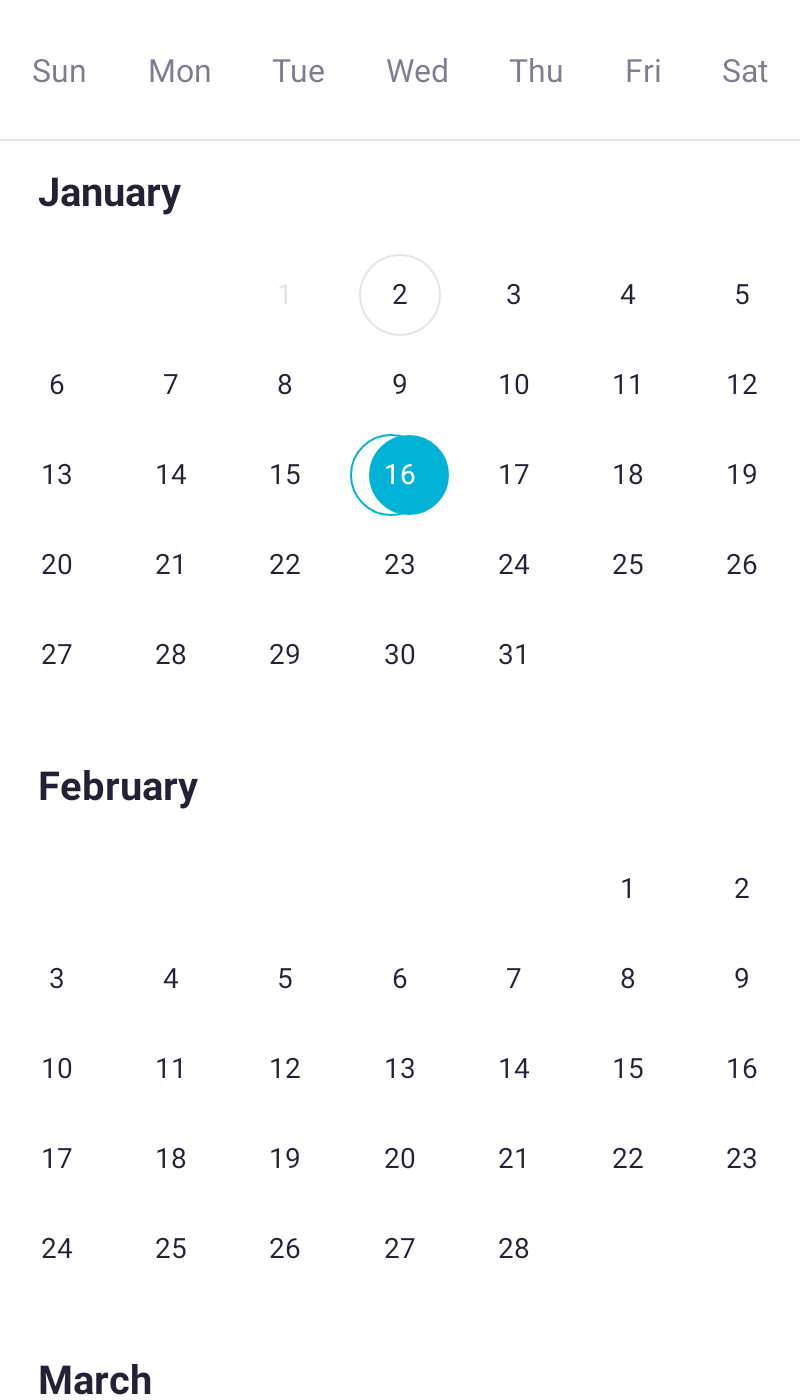 Sun Mon Tue Wed Thu Fri Sat
January
1 2 3 4 5
6 7 8 9 10 11 12
13 14 15 16 17 18 19
20 21 22 23 24 25 26
27 28 29 30 31
February
1 2
3 4 5 6 7 8 9
10 11 12 13 14 15 16
17 18 19 20 21 22 23
24 25 26 27 28
March